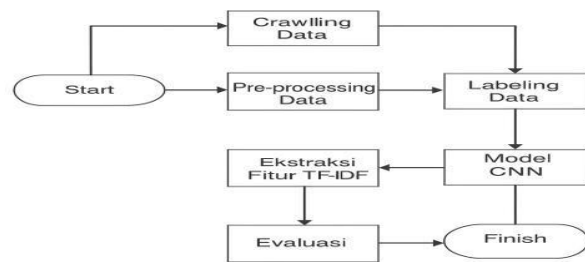 Crawlling
Data
Start
Pre-processing
Data
Labeling
Data
Ekstraksi
Fitur TF-IDF
Model
CNN
Evaluasi
Finish